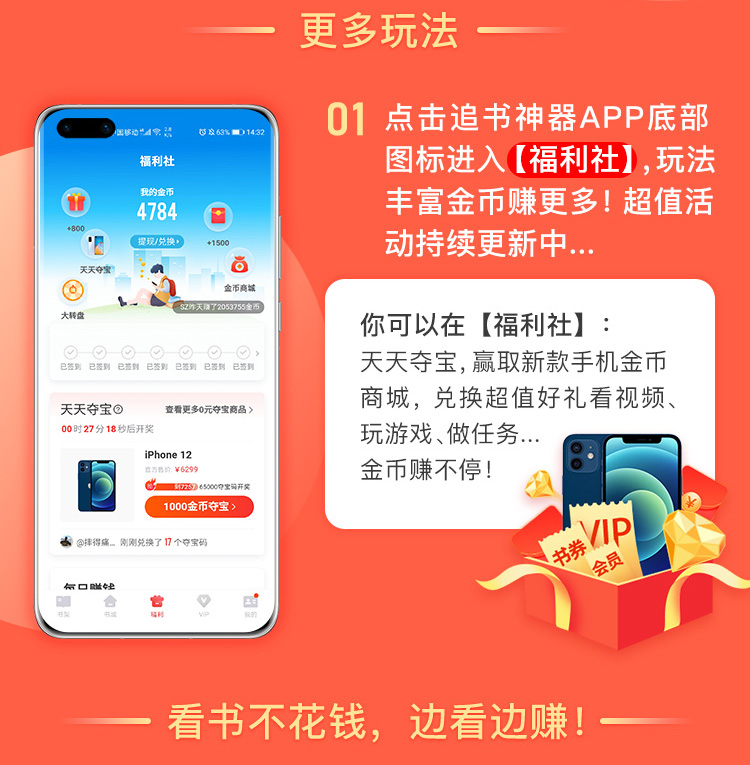 更多玩法
01
点击追书神器APP底部
图标进入【福利社】,玩法
丰富金币赚更多！超值活
动持续更新中...
你可以在【福利社】：
天天夺宝,赢取新款手机金币
商城，兑换超值好礼看视频、
玩游戏、做任务...
金币赚不停！
VIP
书券
会员
63% 14:32
福利社
我的金币
4784
+800
提现/兑换
+1500
天天夺宝
金币商城
大转盘
SZ昨天赚了2053755金币
已签到 已签到 已签到 已签到 已签到 已签到 已签到
天天夺宝 查看更多0元夺宝商品
00时27分18秒后开奖
iPhone 12
官方售价: ¥6299
65000夺宝码开奖
1000金币夺宝
@摔得痛... 刚刚兑换了17个夺宝码
每日赚钱
书架 书城 福利 VIP 我的
看书不花钱，边看边赚！